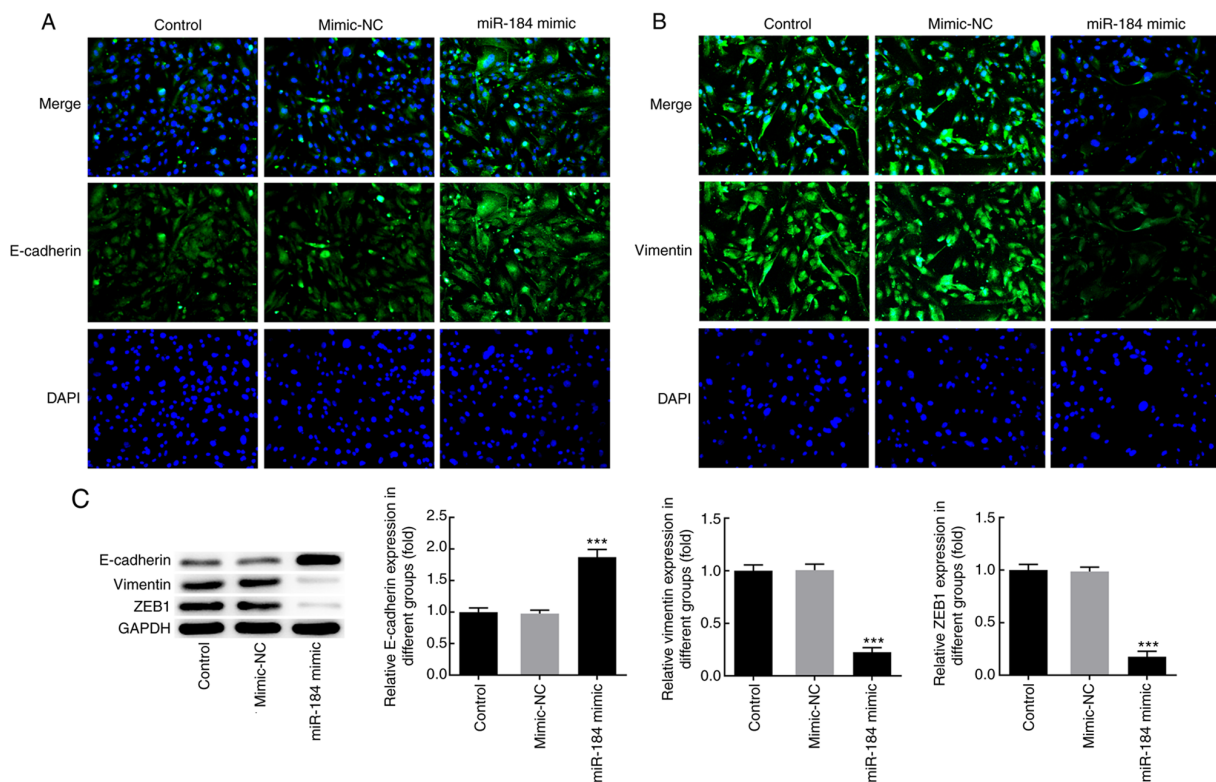 A
Control
Mimic-NC
miR-184 mimic
Merge
E-cadherin
DAPI
B
Control
Mimic-NC
miR-184 mimic
Merge
Vimentin
DAPI
C
E-cadherin
Vimentin
ZEB1
GAPDH
Control
Mimic-NC
miR-184 mimic
Relative E-cadherin expression in
different groups (fold)
2.5
2.0
1.5
1.0
0.5
0.0
***
Control
Mimic-NC
miR-184 mimic
Relative vimentin expression in
different groups (fold)
1.5
1.0
0.5
0.0
***
Control
Mimic-NC
miR-184 mimic
Relative ZEB1 expression in
different groups (fold)
1.5
1.0
0.5
0.0
***
Control
Mimic-NC
miR-184 mimic